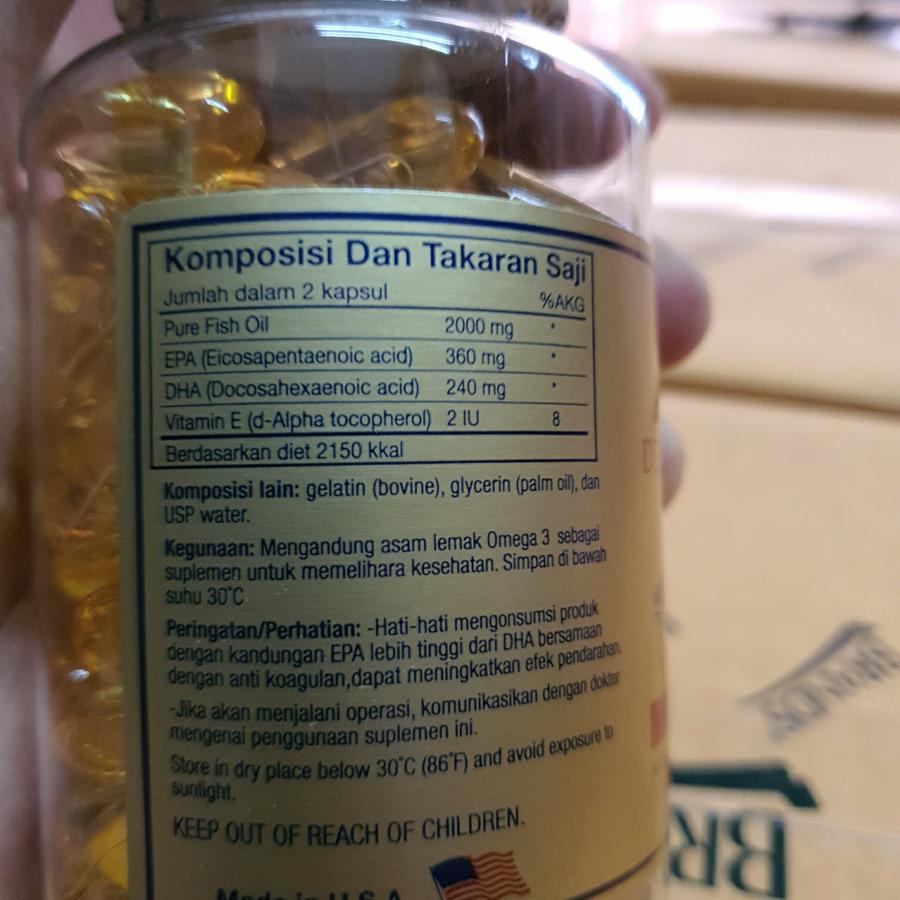 Komposisi Dan Takaran Saji
Jumlah dalam 2 kapsul %AKG
Pure Fish Oil 2000 mg *
EPA (Eicosapentaenoic acid) 360 mg *
DHA (Docosahexaenoic acid) 240 mg *
Vitamin E (d-Alpha tocopherol) 2 IU 8
Berdasarkan diet 2150 kkal
Komposisi lain: gelatin (bovine), glycerin (palm oil), dan
USP water.
Kegunaan: Mengandung asam lemak Omega 3 sebagai
suplemen untuk memelihara kesehatan. Simpan di bawah
suhu 30°C
Peringatan/Perhatian: -Hati-hati mengonsumsi produk
dengan kandungan EPA lebih tinggi dari DHA bersamaan
dengan anti koagulan,dapat meningkatkan efek pendarahan.
-Jika akan menjalani operasi, komunikasikan dengan dokter
mengenai penggunaan suplemen ini.
Store in dry place below 30°C (86°F) and avoid exposure to
sunlight.
KEEP OUT OF REACH OF CHILDREN.
Made in U.S.A